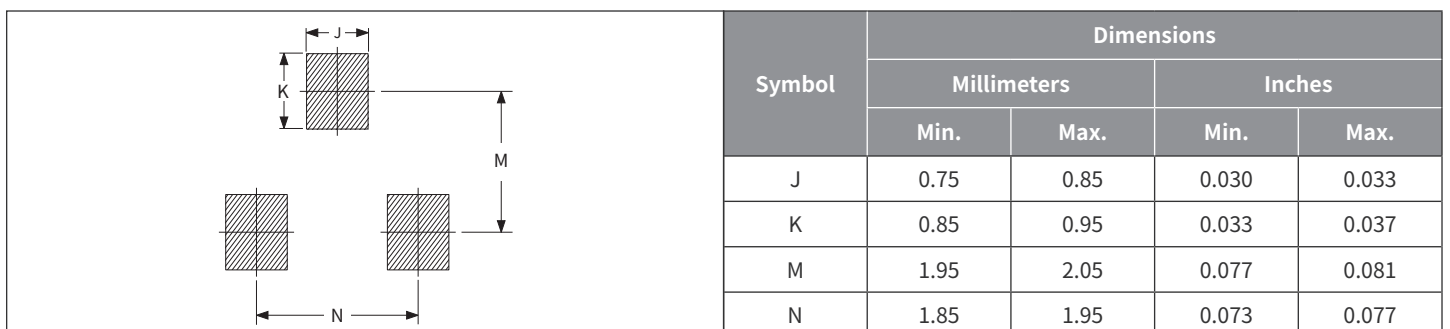 J
K
M
N
Symbol Dimensions
Millimeters Inches
Min. Max. Min. Max.
J 0.75 0.85 0.030 0.033
K 0.85 0.95 0.033 0.037
M 1.95 2.05 0.077 0.081
N 1.85 1.95 0.073 0.077